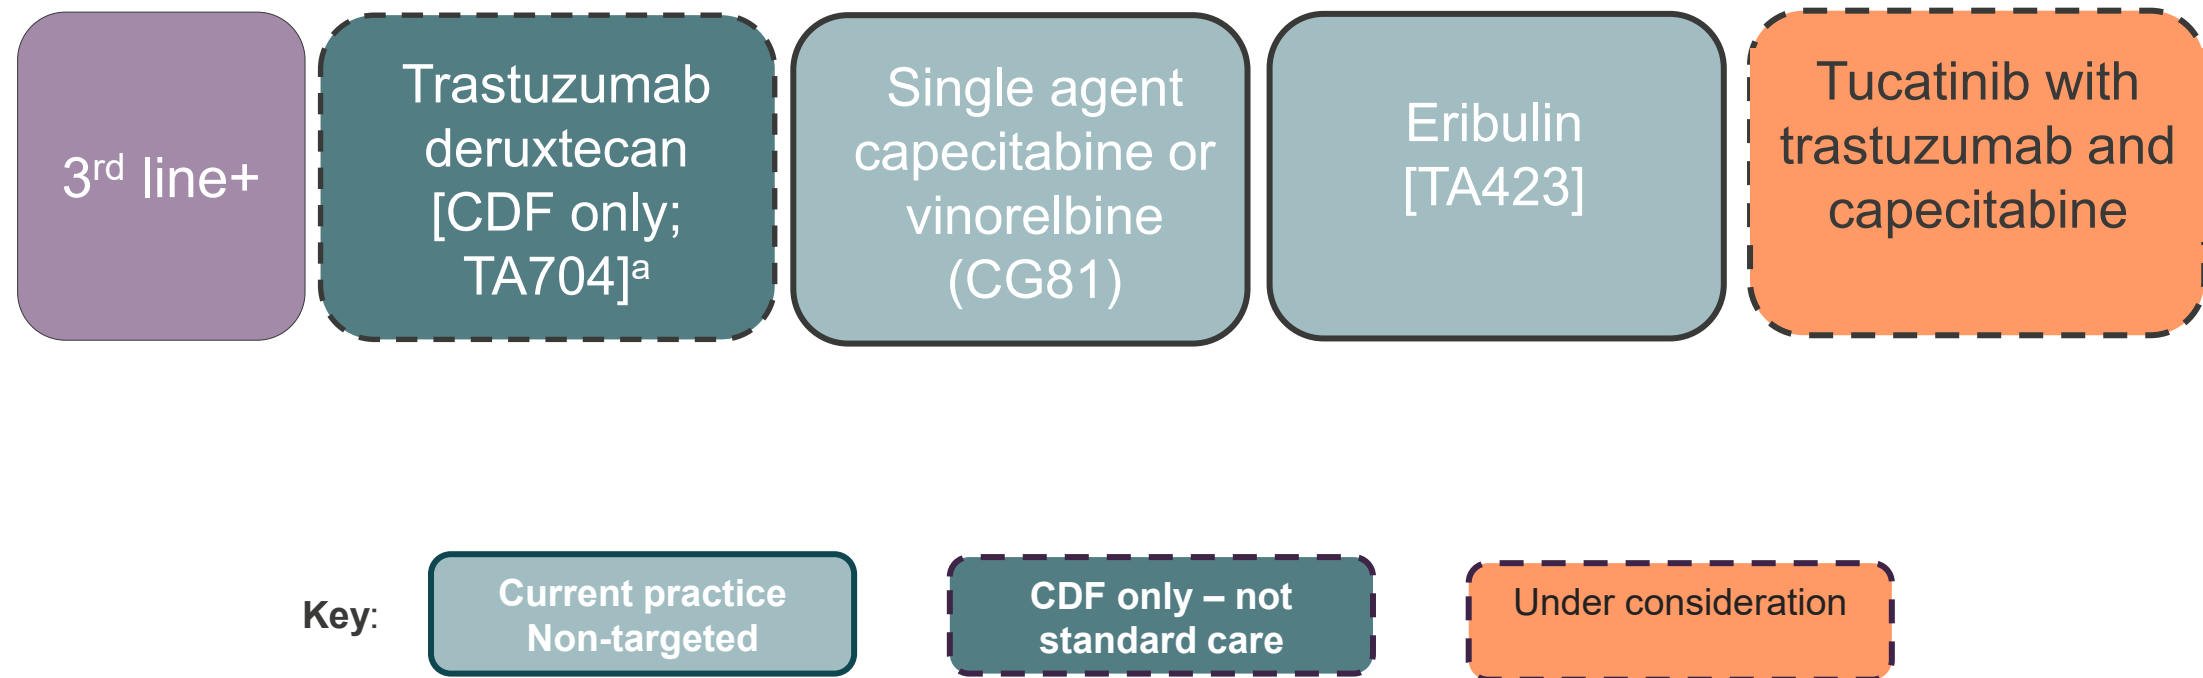 3rd line+
Trastuzumab
deruxtecan
[CDF only;
TA704]a
Single agent
capecitabine or
vinorelbine
(CG81)
Eribulin
[TA423]
Tucatinib with
trastuzumab and
capecitabine
Key:
Current practice
Non-targeted
CDF only – not
standard care
Under consideration